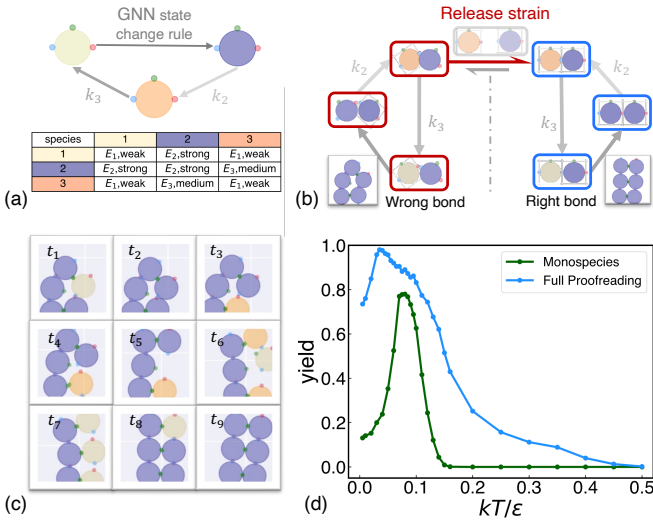 GNN state
change rule
k₃
k₂
species 1 2 3
1 E₁,weak E₂,strong E₁,weak
2 E₂,strong E₂,strong E₃,medium
3 E₁,weak E₃,medium E₁,weak
(a)
Release strain
k₂
k₃
k₂
k₃
Wrong bond
Right bond
(b)
t₁ t₂ t₃
t₄ t₅ t₆
t₇ t₈ t₉
(c)
Monospecies
Full Proofreading
yield
1.0
0.8
0.6
0.4
0.2
0.0
0.0 0.1 0.2 0.3 0.4 0.5
kT/ε
(d)